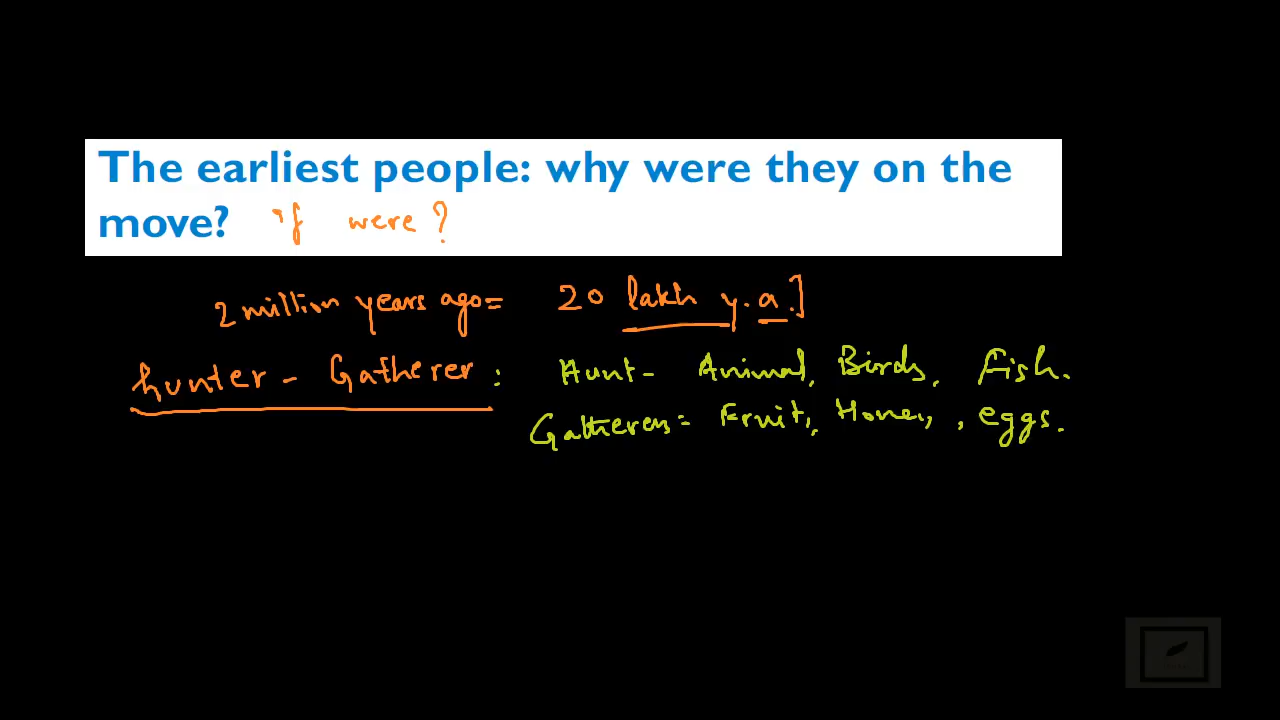 The earliest people: why were they on the
move? if were?
2 million years ago = 20 lakh y.a.]
hunter - Gatherer : Hunt - Animal, Birds, fish.
Gatherers = Fruit, Honey, eggs.